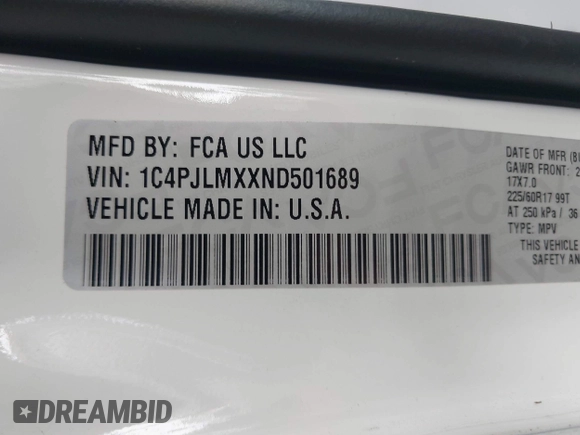 MFD BY: FCA US LLC
VIN: 1C4PJLMXXND501689
VEHICLE MADE IN: U.S.A.
DATE OF MFR
GAWR FRONT:
17X7.0
225/60R17 99T
AT 250 kPa / 36
TYPE: MPV
THIS VEHICLE
SAFETY
DREAMBID